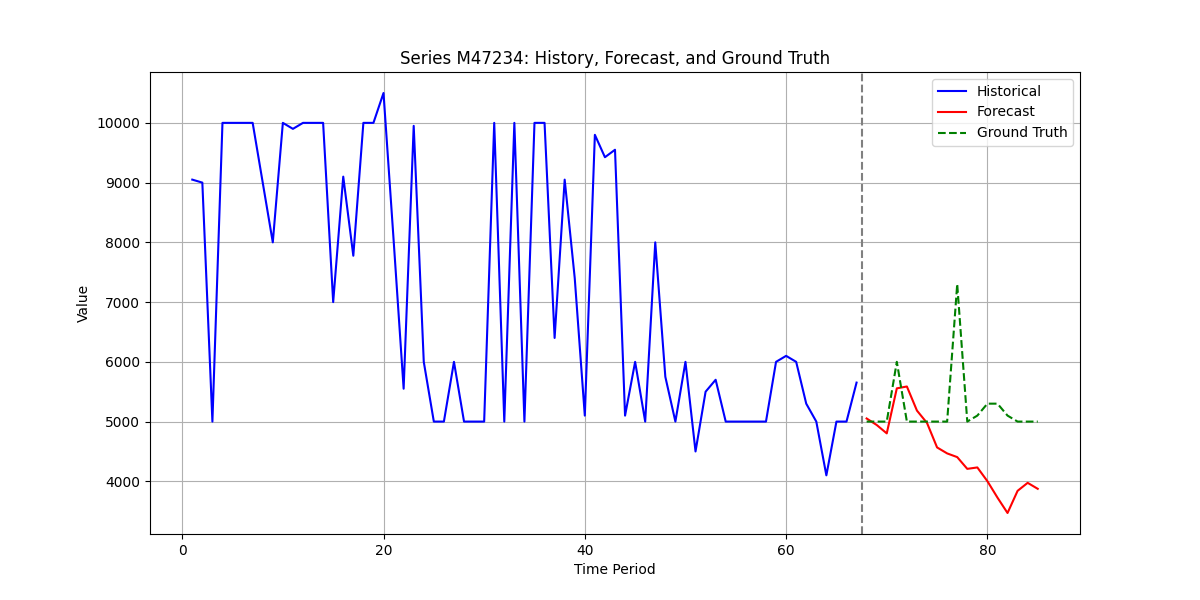 Series M47234: History, Forecast, and Ground Truth
Historical
Forecast
Ground Truth
10000
9000
8000
7000
6000
5000
4000
Value
0 20 40 60 80
Time Period